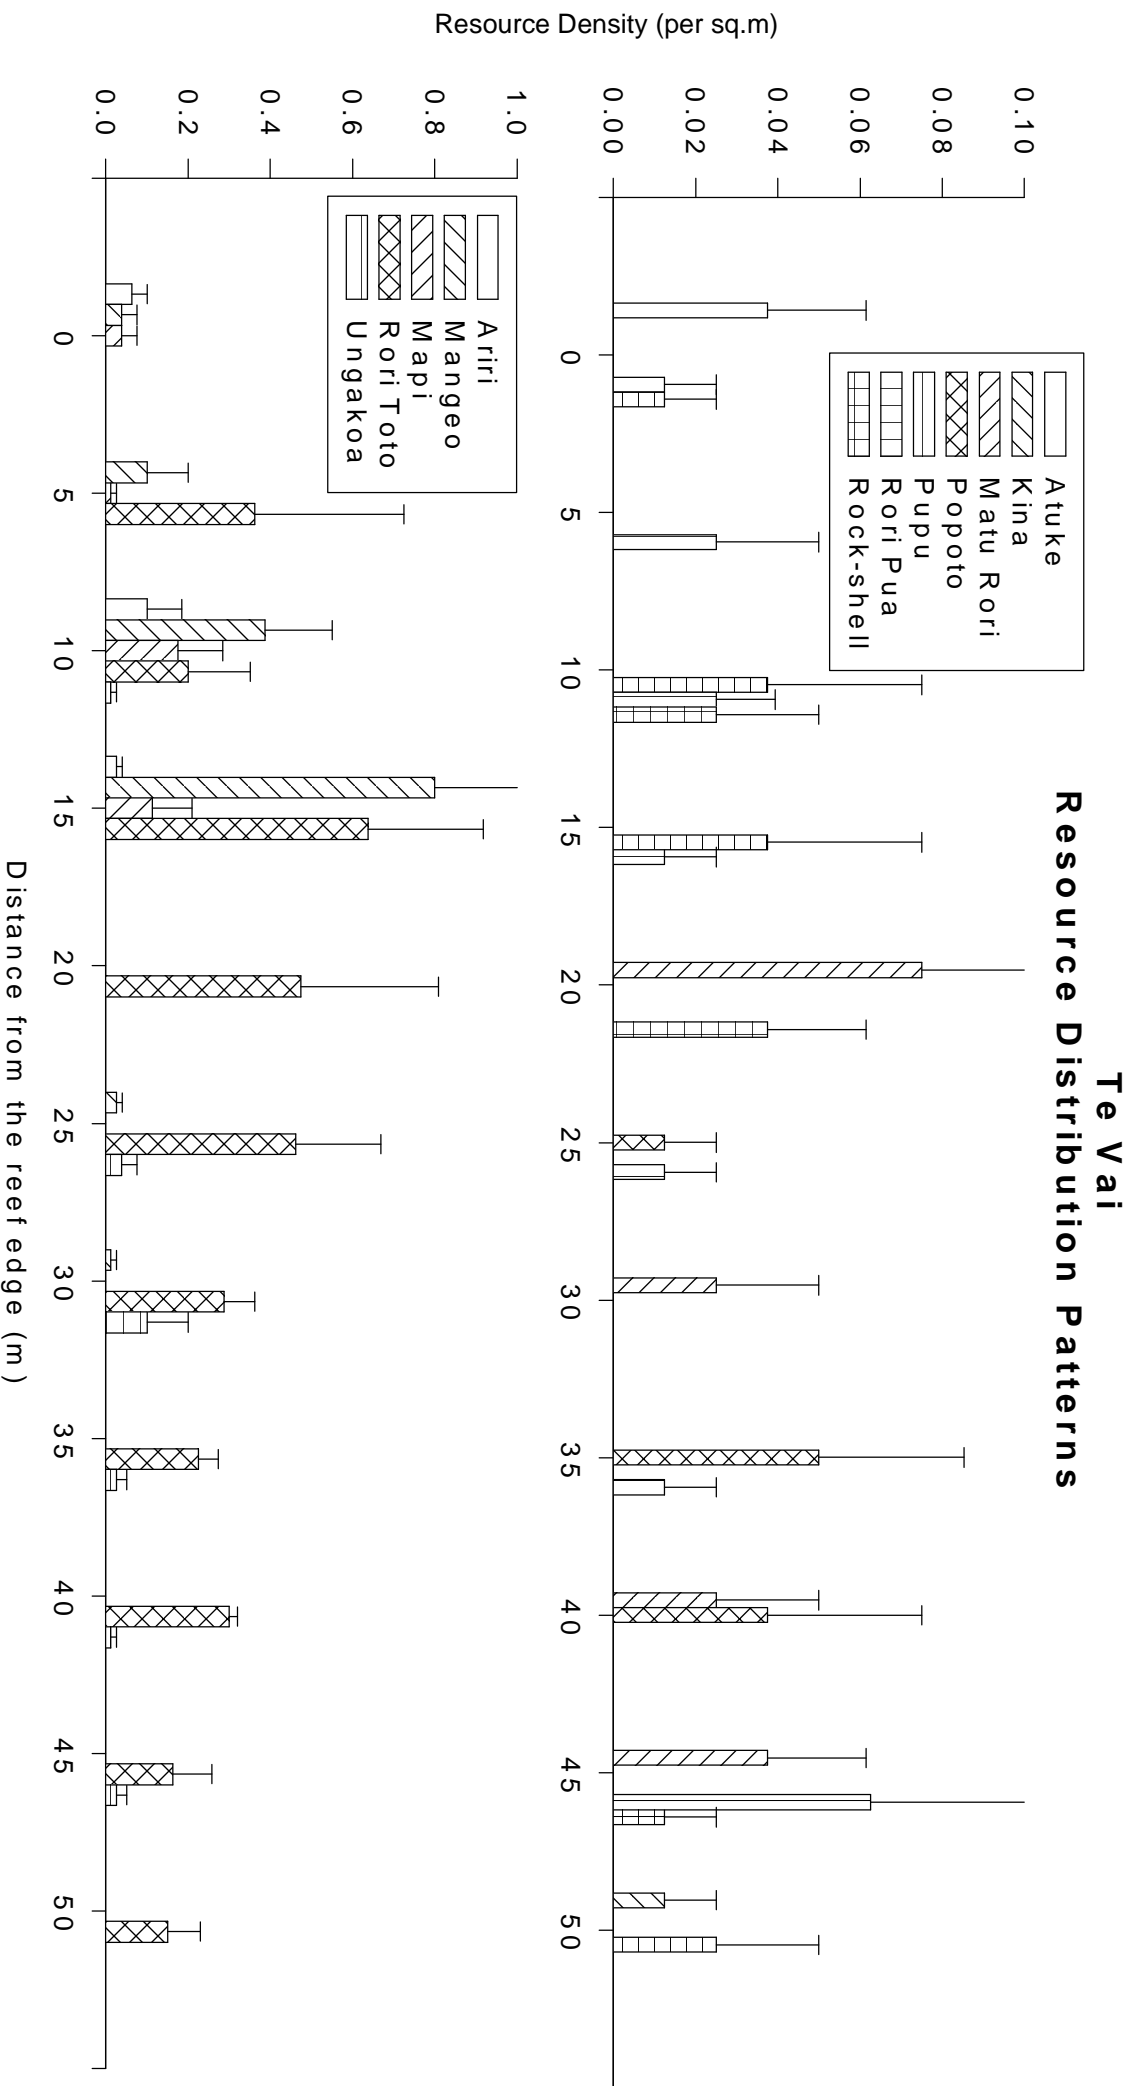 Te Vai
Resource Distribution Patterns
Resource Density (per sq.m)
0.10
0.08
0.06
0.04
0.02
0.00
Atuke
Kina
Matu Rori
Popoto
Pupu
Rori Pua
Rock-shell
0 5 10 15 20 25 30 35 40 45 50
1.0
0.8
0.6
0.4
0.2
0.0
Ariri
Mangeo
Mapi
Rori Toto
Ungakoa
0 5 10 15 20 25 30 35 40 45 50
Distance from the reef edge (m)